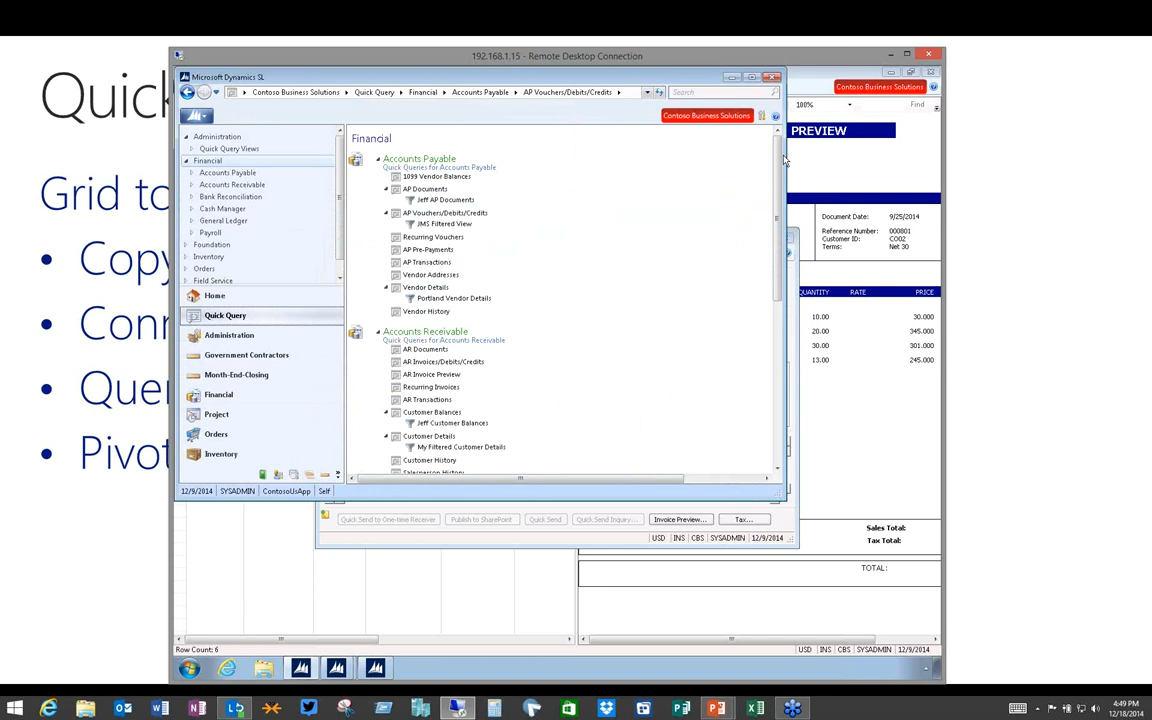 Quick
Grid to
Copy
Conn
Quer
Pivot
192.168.1.15 - Remote Desktop Connection
Microsoft Dynamics SL
Contoso Business Solutions
Quick Query
Financial
Accounts Payable
AP Vouchers/Debits/Credits
Search
Contoso Business Solutions
Administration
Quick Query Views
Financial
Accounts Payable
Accounts Receivable
Bank Reconciliation
Cash Manager
General Ledger
Payroll
Foundation
Inventory
Orders
Field Service
Home
Quick Query
Administration
Government Contractors
Month-End-Closing
Financial
Project
Orders
Inventory
12/9/2014 SYSADMIN ContosoUsApp Self
Financial
Accounts Payable
Quick Queries for Accounts Payable
1099 Vendor Balances
AP Documents
Jeff AP Documents
AP Vouchers/Debits/Credits
JMS Filtered View
Recurring Vouchers
AP Pre-Payments
AP Transactions
Vendor Addresses
Vendor Details
Portland Vendor Details
Vendor History
Accounts Receivable
Quick Queries for Accounts Receivable
AR Documents
AR Invoices/Debits/Credits
AR Invoice Preview
Recurring Invoices
AR Transactions
Customer Balances
Jeff Customer Balances
Customer Details
My Filtered Customer Details
Customer History
Salesperson History
Contoso Business Solutions
100%
Find
PREVIEW
Document Date: 9/25/2014
Reference Number: 000801
Customer ID: CO02
Terms: Net 30
QUANTITY RATE PRICE
10.00 30.000
20.00 345.000
30.00 301.000
13.00 245.000
Sales Total:
Tax Total:
TOTAL:
Quick Send to One-time Receiver
Publish to SharePoint
Quick Send
Quick Send Inquiry...
Invoice Preview...
Tax...
USD INS CBS SYSADMIN 12/9/2014
Row Count: 6
USD INS CBS SYSADMIN 12/9/2014
4:49 PM
12/18/2014